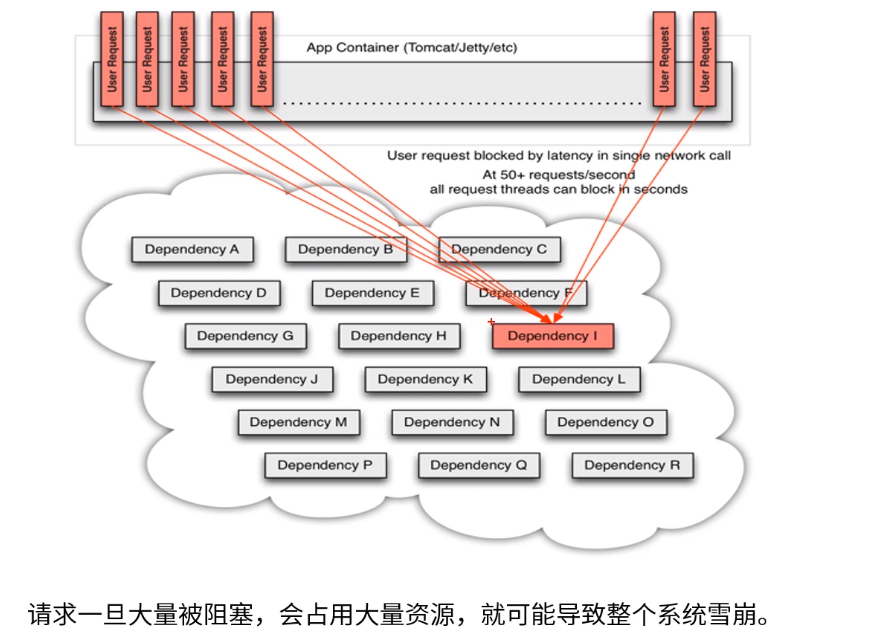 User Request
User Request
User Request
User Request
User Request
User Request
User Request
App Container (Tomcat/Jetty/etc)
User request blocked by latency in single network call
At 50+ requests/second
all request threads can block in seconds
Dependency A
Dependency B
Dependency C
Dependency D
Dependency E
Dependency F
Dependency G
Dependency H
Dependency I
Dependency J
Dependency K
Dependency L
Dependency M
Dependency N
Dependency O
Dependency P
Dependency Q
Dependency R
请求一旦大量被阻塞，会占用大量资源，就可能导致整个系统雪崩。